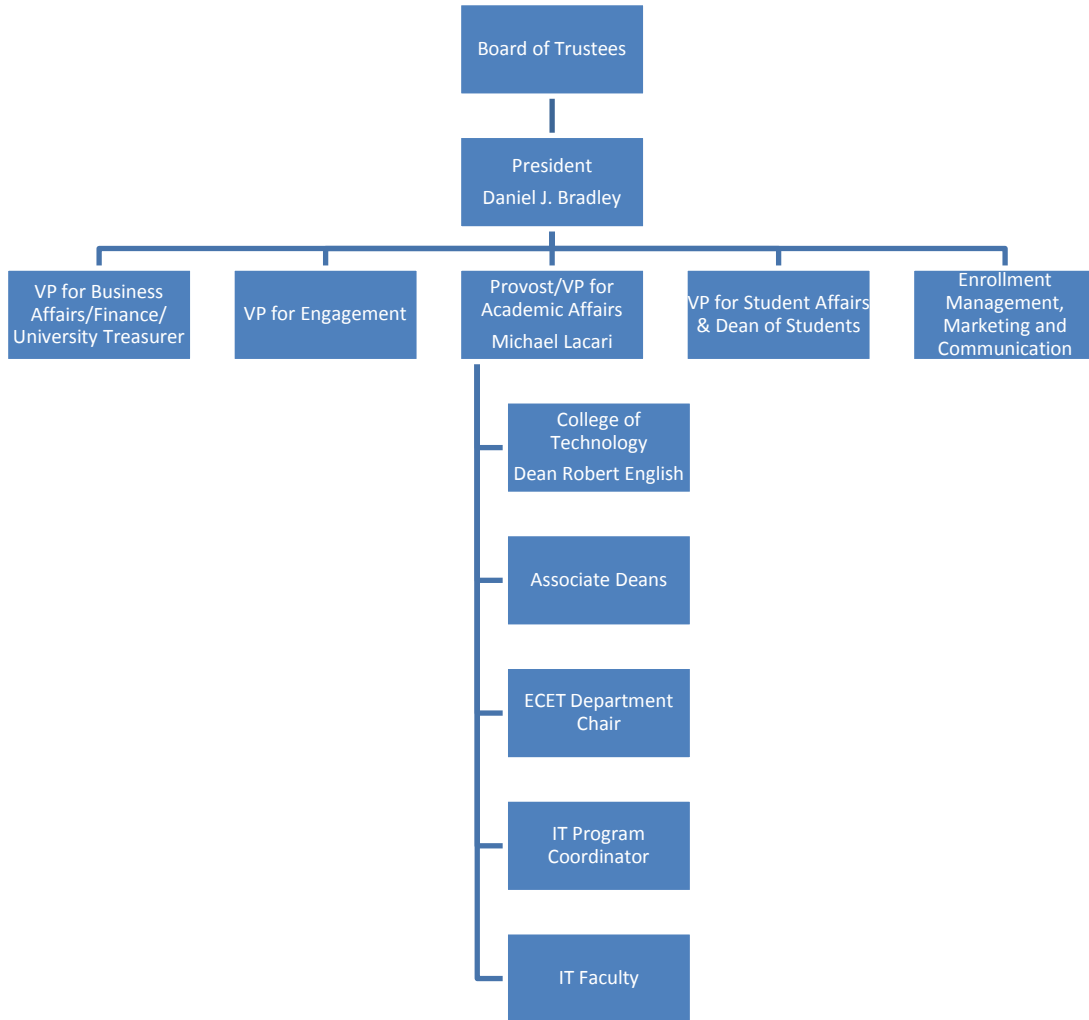 Board of Trustees
President
Daniel J. Bradley
VP for Business
Affairs/Finance/
University Treasurer
VP for Engagement
Provost/VP for
Academic Affairs
Michael Lacari
VP for Student Affairs
& Dean of Students
Enrollment
Management,
Marketing and
Communication
College of
Technology
Dean Robert English
Associate Deans
ECET Department
Chair
IT Program
Coordinator
IT Faculty